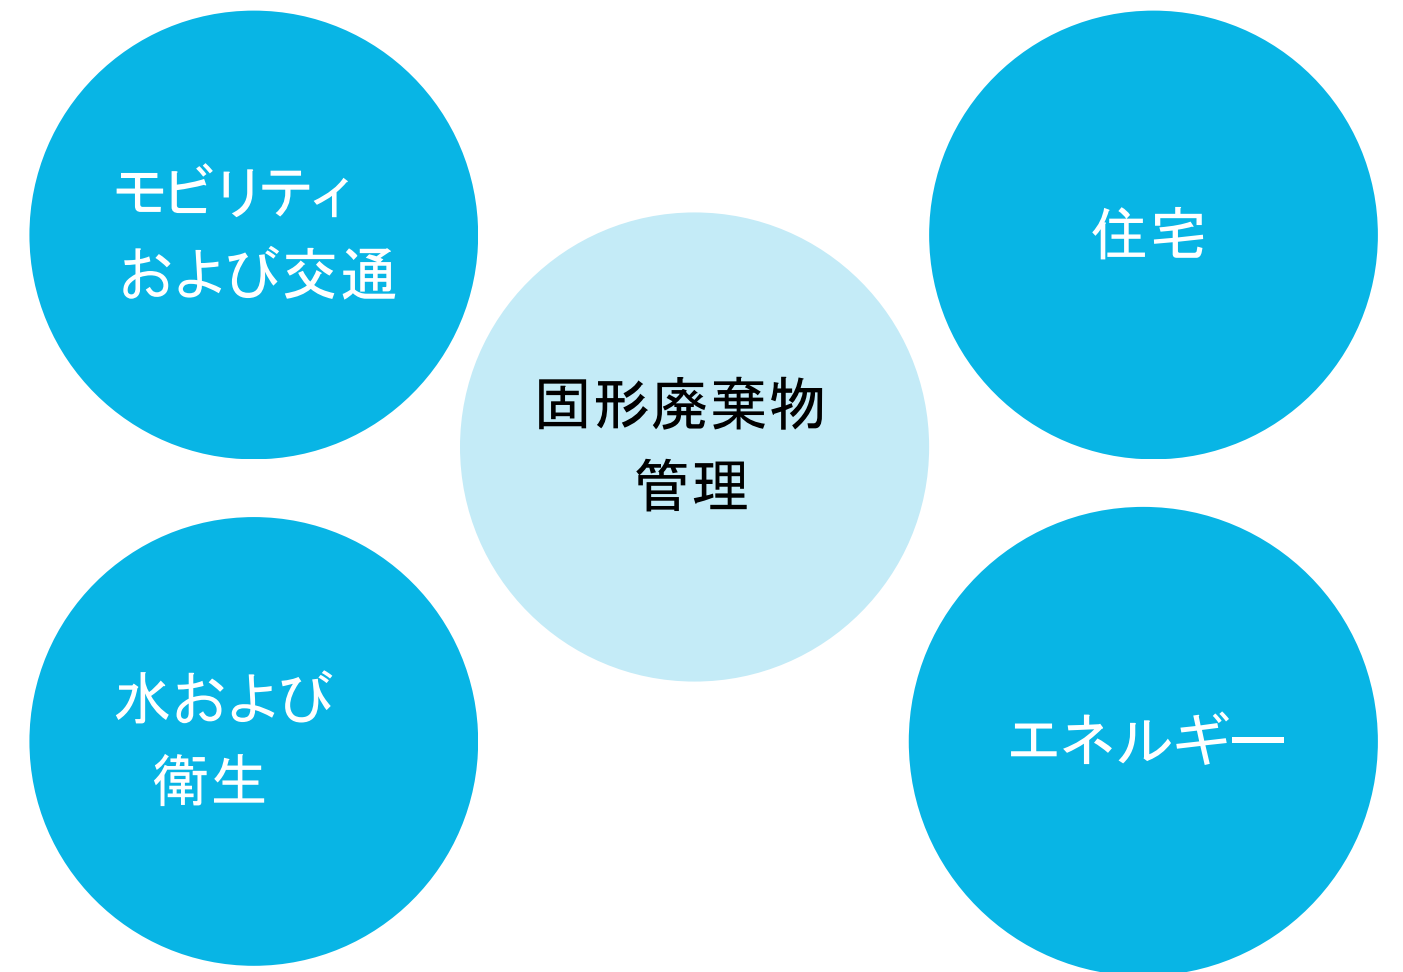 モビリティ
および交通
住宅
固形廃棄物
管理
水および
衛生
エネルギー